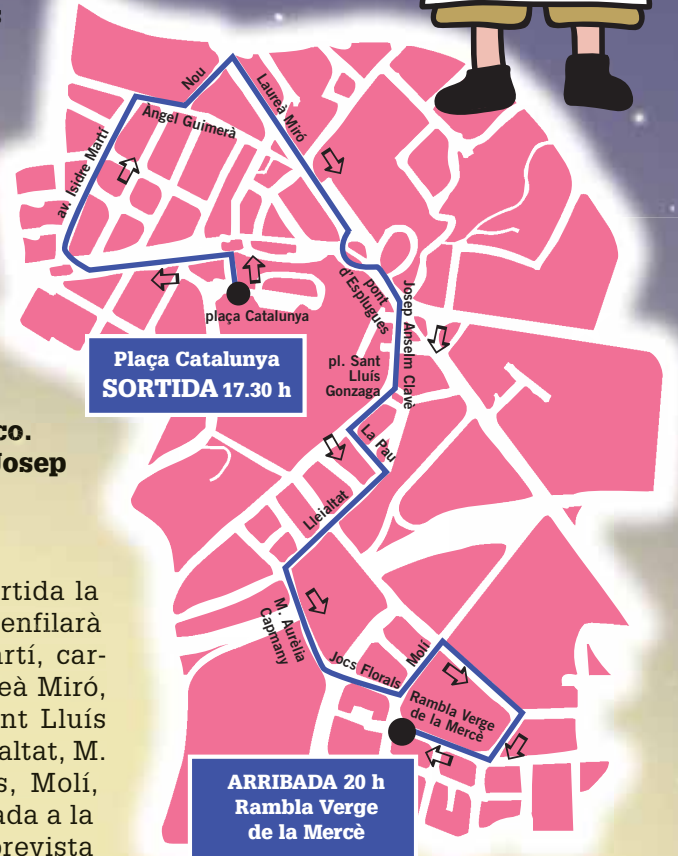 Nou
Laureà Miró
Àngel Guimerà
av. Isidre Martí
plaça Catalunya
pont
d'Esplugues
Josep Anselm Clavè
Plaça Catalunya
SORTIDA 17.30 h
pl. Sant
Lluís
Gonzaga
La Pau
Lleialtat
M. Aurèlia
Capmany
Jocs Florals
Molí
Rambla Verge
de la Mercè
ARRIBADA 20 h
Rambla Verge
de la Mercè
co.
Josep
rtida la
enfilarà
artí, car-
eà Miró,
nt Lluís
altat, M.
s, Molí,
ada a la
prevista